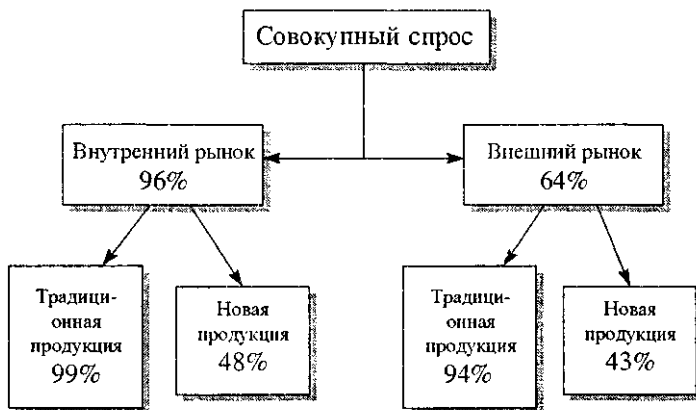 Совокупный спрос
Внутренний рынок
96%
Внешний рынок
64%
Традици-
онная
продукция
99%
Новая
продукция
48%
Традици-
онная
продукция
94%
Новая
продукция
43%